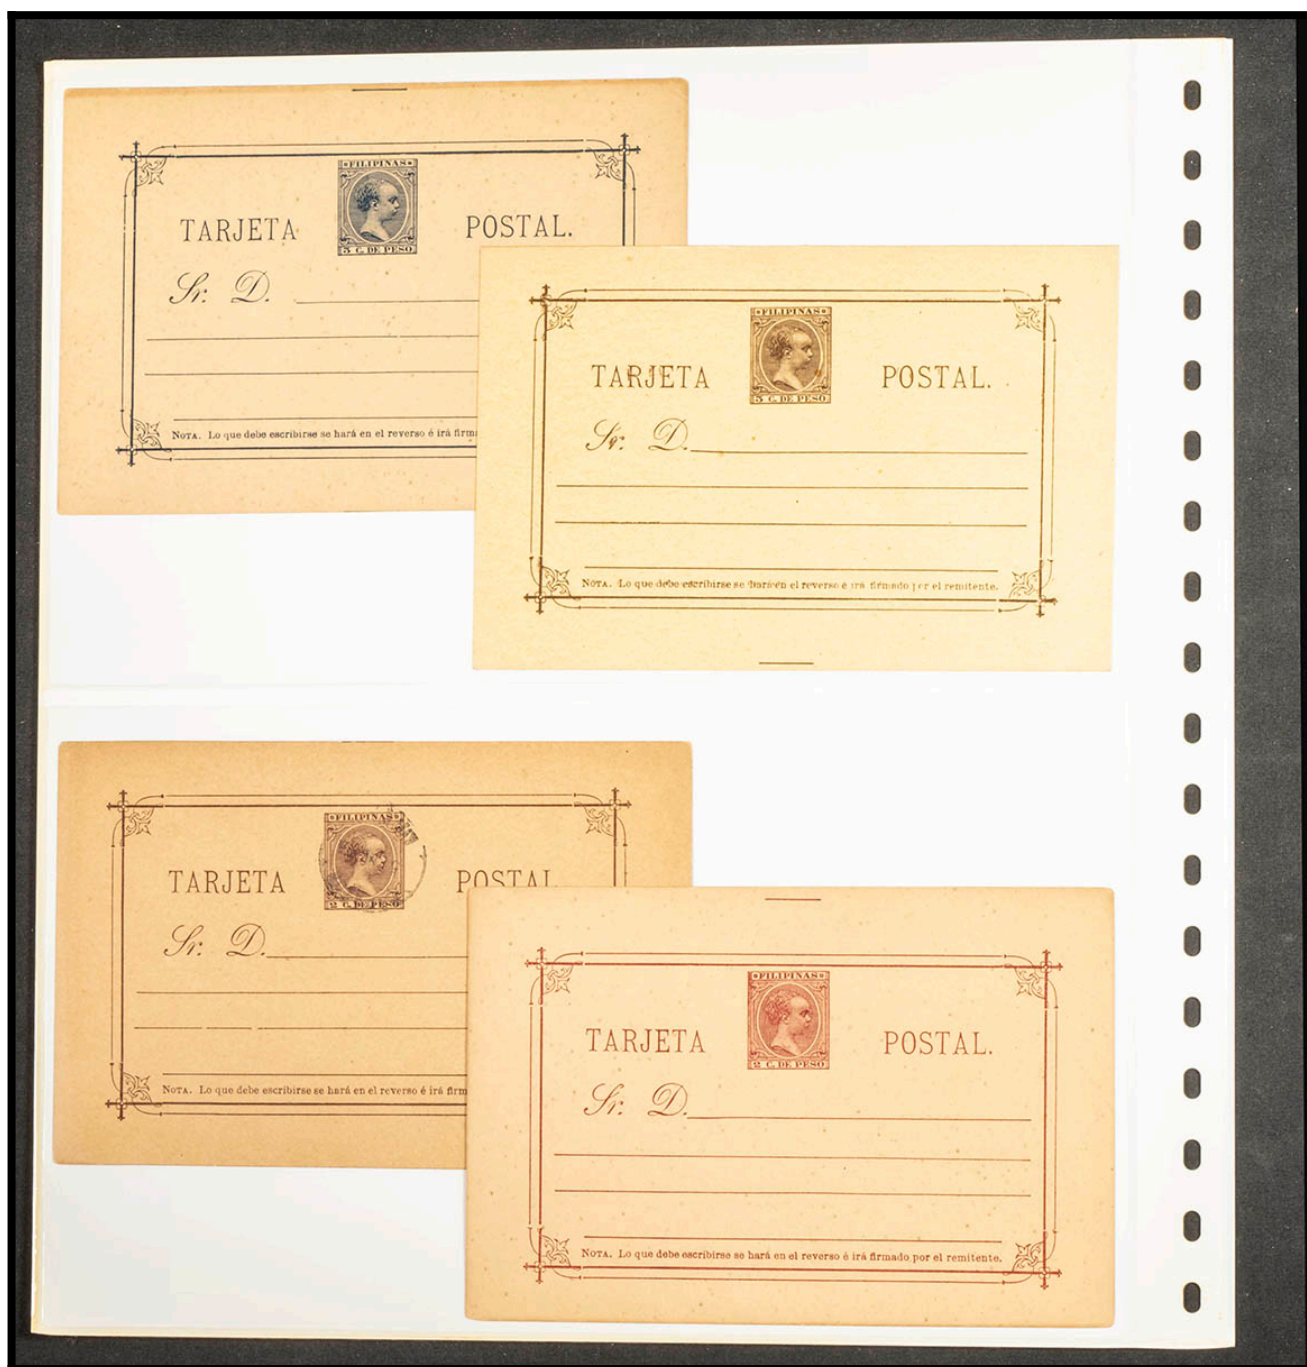 •FILIPINAS•
TARJETA POSTAL.
5 C. DE PESO
Sr. D.
NOTA. Lo que debe escribirse se hará en el reverso é irá firm
•FILIPINAS•
TARJETA POSTAL.
5 C. DE PESO
Sr. D.
NOTA. Lo que debe escribirse se hará en el reverso é irá firmado por el remitente.
•FILIPINAS•
TARJETA POSTAL
2 C. DE PESO
Sr. D.
NOTA. Lo que debe escribirse se hará en el reverso é irá firm
•FILIPINAS•
TARJETA POSTAL.
2 C. DE PESO
Sr. D.
NOTA. Lo que debe escribirse se hará en el reverso é irá firmado por el remitente.